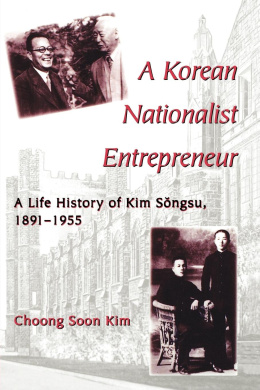 A Korean
Nationalist
Entrepreneur
A Life History of Kim Sŏngsu,
1891–1955
Choong Soon Kim